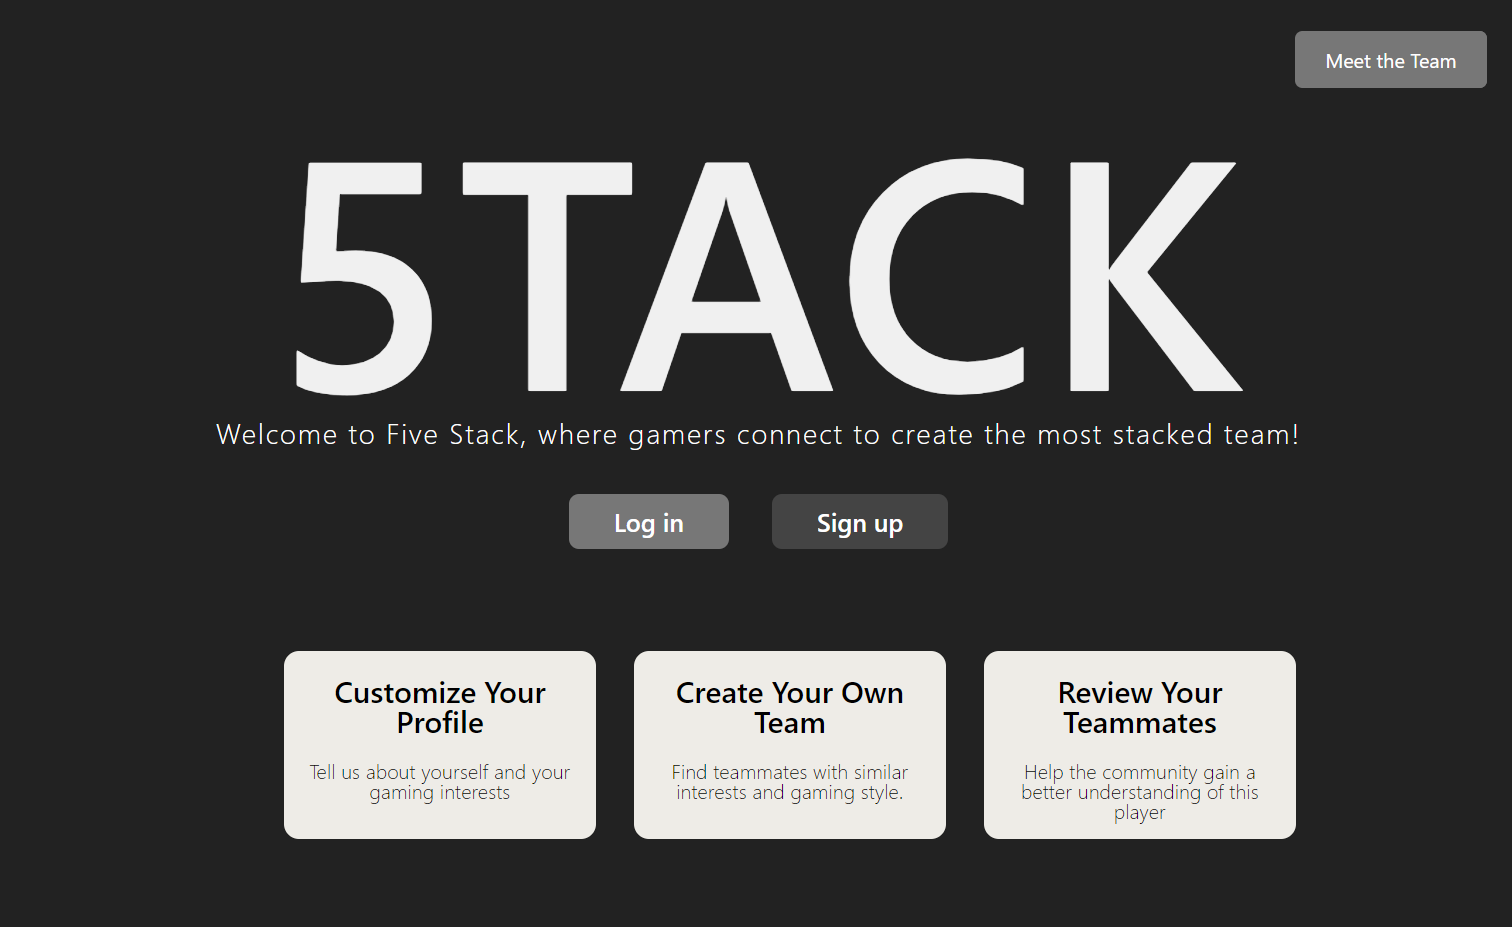 Meet the Team
5TACK
Welcome to Five Stack, where gamers connect to create the most stacked team!
Log in
Sign up
Customize Your
Profile
Tell us about yourself and your
gaming interests
Create Your Own
Team
Find teammates with similar
interests and gaming style.
Review Your
Teammates
Help the community gain a
better understanding of this
player